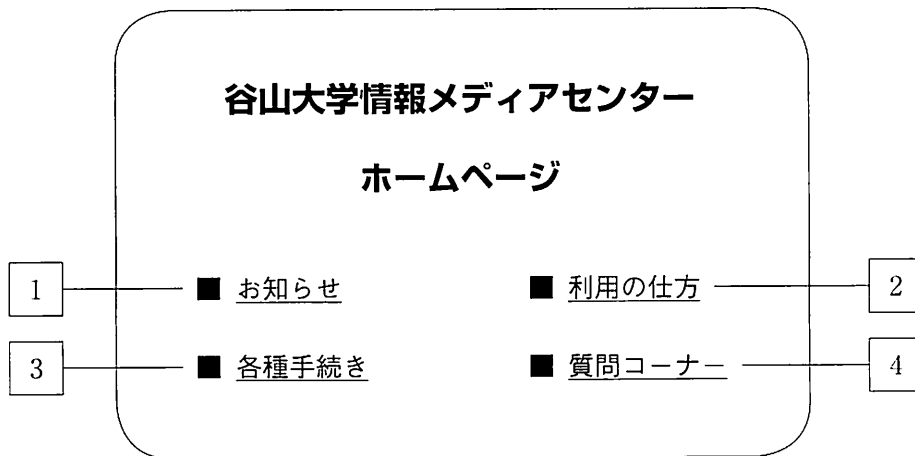 谷山大学情報メディアセンター
ホームページ
1 ■ お知らせ ■ 利用の仕方 2
3 ■ 各種手続き ■ 質問コーナー 4